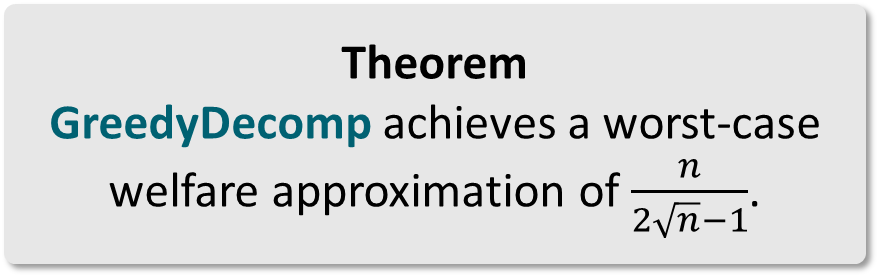 Theorem
GreedyDecomp achieves a worst-case
welfare approximation of n/(2√n−1).